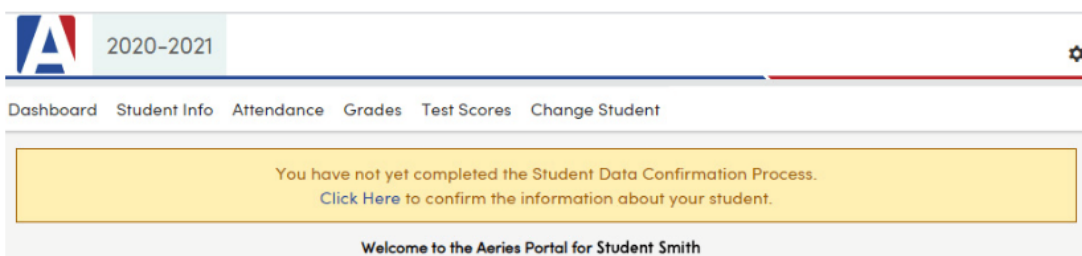 A
2020-2021
Dashboard Student Info Attendance Grades Test Scores Change Student
You have not yet completed the Student Data Confirmation Process.
Click Here to confirm the information about your student.
Welcome to the Aeries Portal for Student Smith